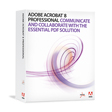 ADOBE ACROBAT 8
PROFESSIONAL COMMUNICATE
AND COLLABORATE WITH THE
ESSENTIAL PDF SOLUTION